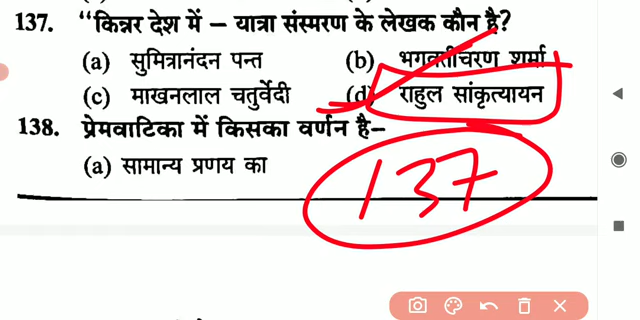 137. “किन्नर देश में – यात्रा संस्मरण के लेखक कौन है?
(a) सुमित्रानंदन पन्त (b) भगवतीचरण शर्मा
(c) माखनलाल चतुर्वेदी (d) राहुल सांकृत्यायन
138. प्रेमवाटिका में किसका वर्णन है–
(a) सामान्य प्रणय का
137